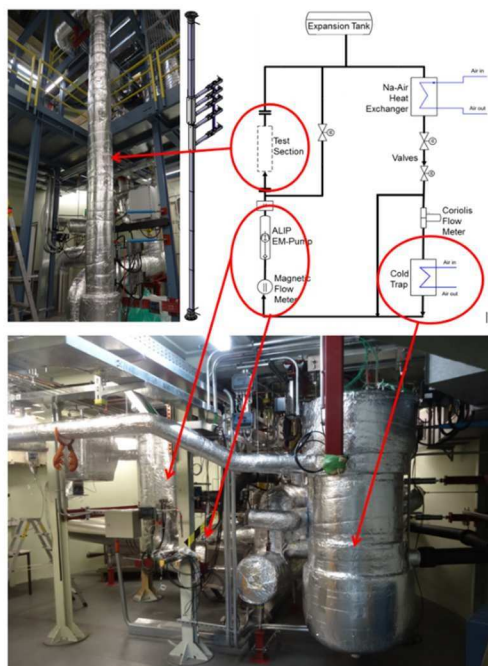 Expansion Tank
Na-Air
Heat
Exchanger
Air in
Air out
Test
Section
Valves
ALIP
EM-Pump
Coriolis
Flow
Meter
Magnetic
Flow
Meter
Cold
Trap
Air in
Air out